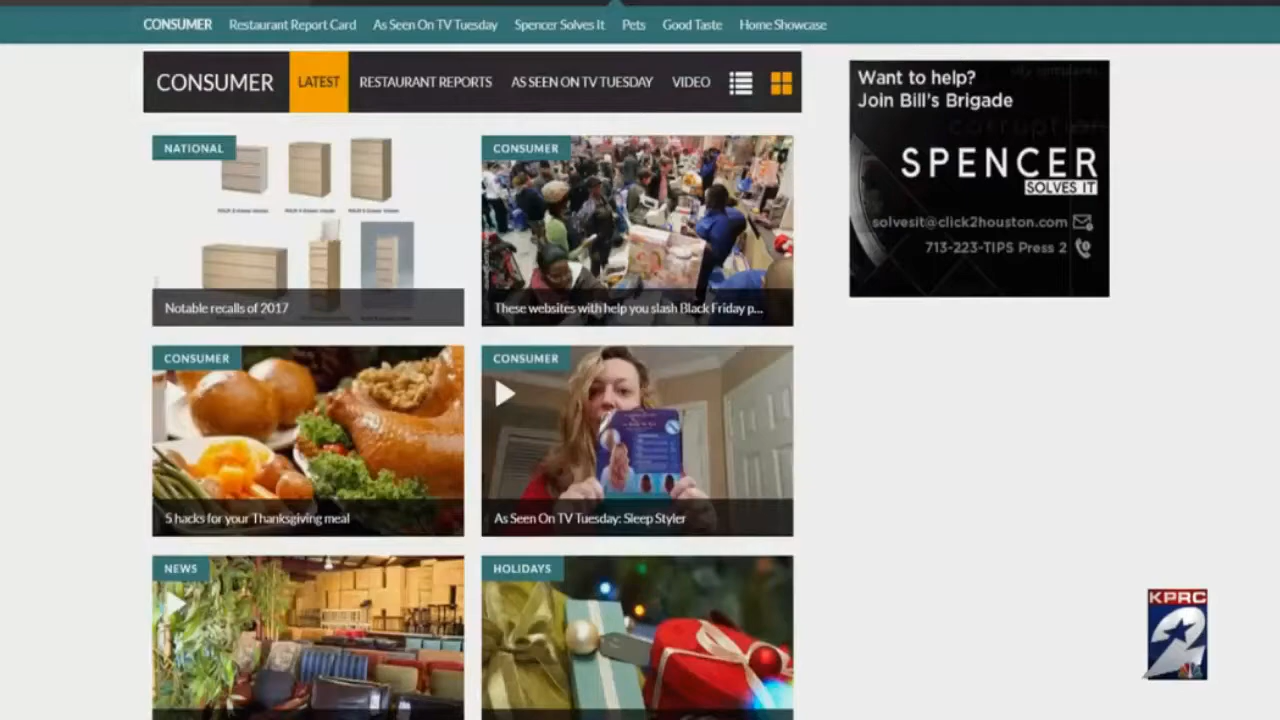 CONSUMER Restaurant Report Card As Seen On TV Tuesday Spencer Solves It Pets Good Taste Home Showcase
CONSUMER LATEST RESTAURANT REPORTS AS SEEN ON TV TUESDAY VIDEO
Want to help?
Join Bill's Brigade
corruption
SPENCER
SOLVES IT
solvesit@click2houston.com
713-223-TIPS Press 2
NATIONAL
Notable recalls of 2017
CONSUMER
These websites with help you slash Black Friday p...
CONSUMER
5 hacks for your Thanksgiving meal
CONSUMER
As Seen On TV Tuesday: Sleep Styler
NEWS
HOLIDAYS
KPRC
2